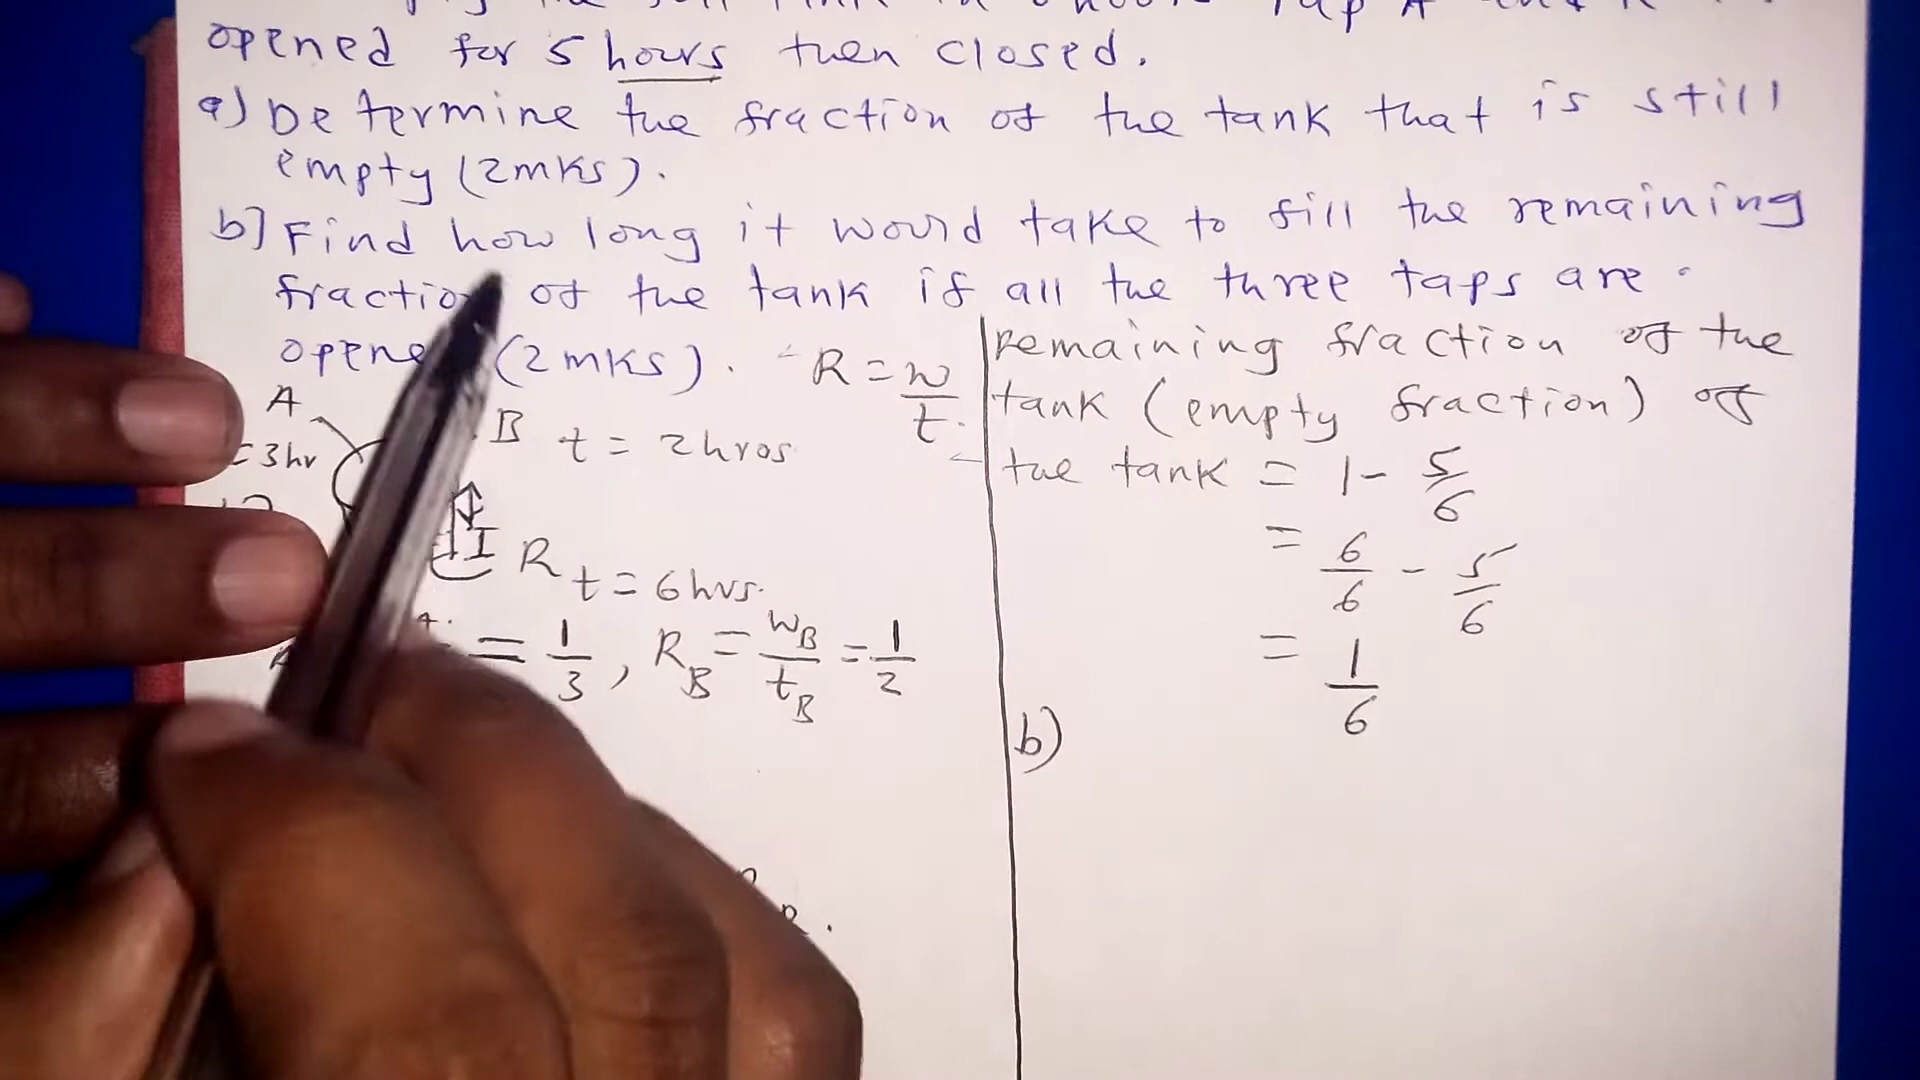 opened for 5 hours then closed.
a) Determine the fraction of the tank that is still
empty (2mks).
b] Find how long it would take to fill the remaining
fraction of the tank if all the three taps are
opene (2mks).
R = w/t
A
= 3hr
B t = 2hros
R t = 6hrs.
= 1/3, R_B = w_B/t_B = 1/2
R.
remaining fraction of the
tank (empty fraction) of
the tank = 1 - 5/6
= 6/6 - 5/6
= 1/6
b)